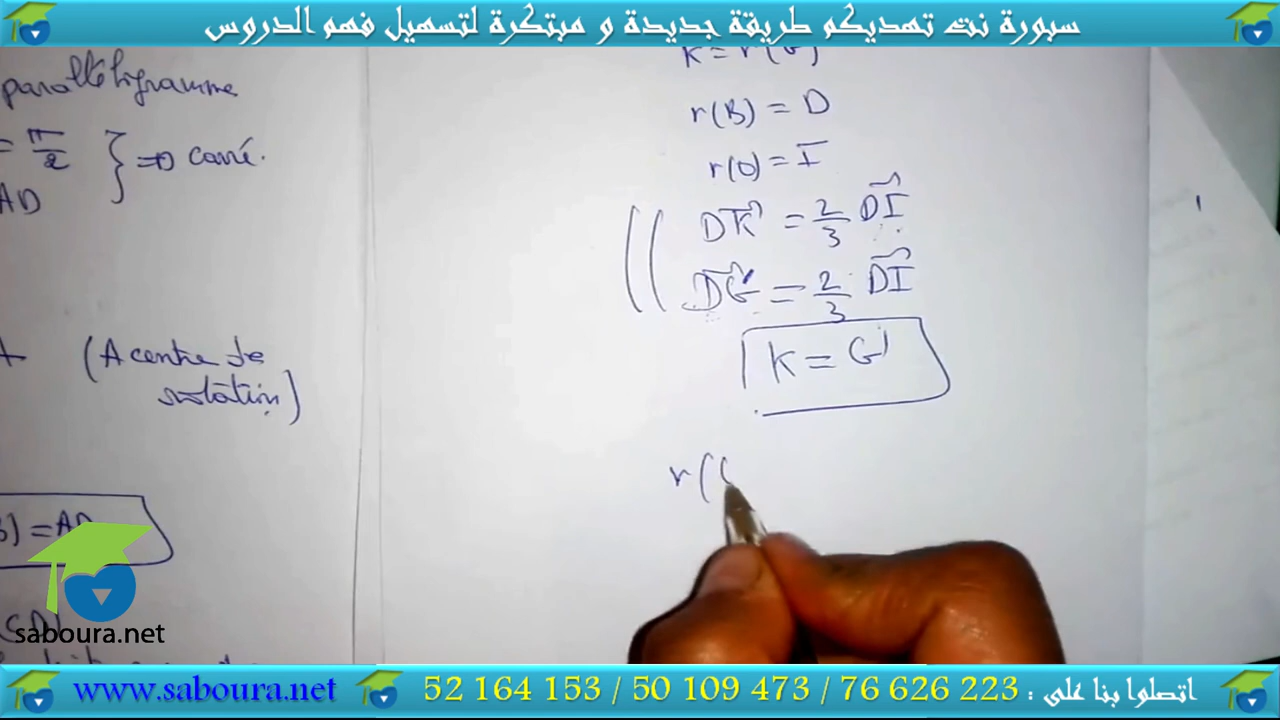 سبورة نت تهديكم طريقة جديدة و مبتكرة لتسهيل فهم الدروس
parallélogramme
= π/2 } => carré.
AD
(A centre de
rotation)
B) = AD
saboura.net
r(B) = D
r(O) = I
DK = 2/3 DI
DG' = 2/3 DI
K = G'
r(
www.saboura.net
52 164 153 / 50 109 473 / 76 626 223 : اتصلوا بنا على